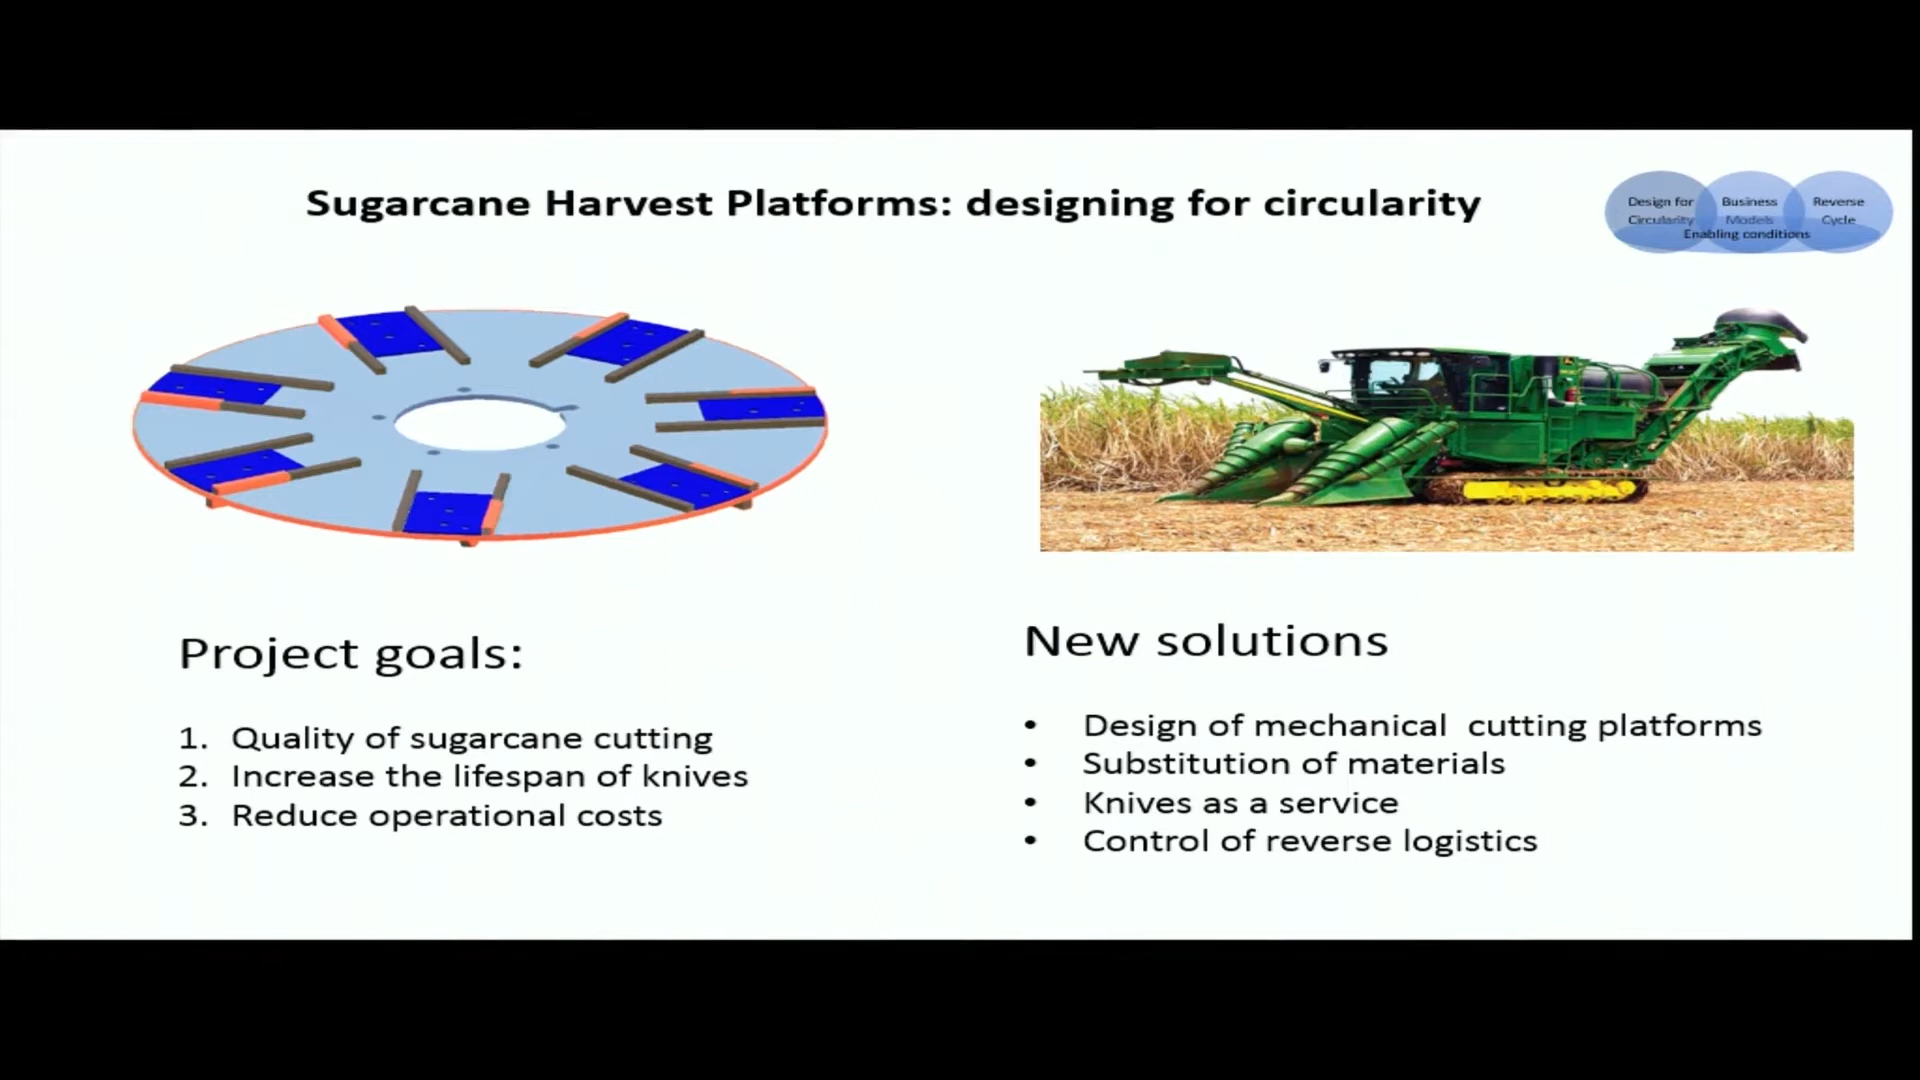 Sugarcane Harvest Platforms: designing for circularity
Design for
Circularity
Business
Models
Reverse
Cycle
Enabling conditions
Project goals:
1. Quality of sugarcane cutting
2. Increase the lifespan of knives
3. Reduce operational costs
New solutions
• Design of mechanical cutting platforms
• Substitution of materials
• Knives as a service
• Control of reverse logistics